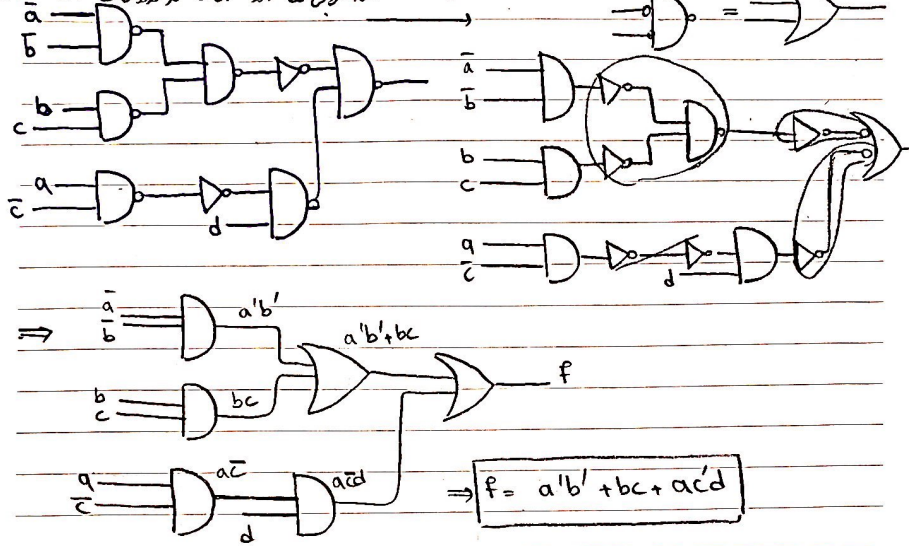 ā
b̄
b
c
a
c̄
d
=
ā
b̄
b
c
a
c̄
d
⇒
ā
b̄
a'b'
b
c
bc
a'b'+bc
a
c̄
ac̄
d
ac̄d
f
⇒ f = a'b' + bc + ac'd